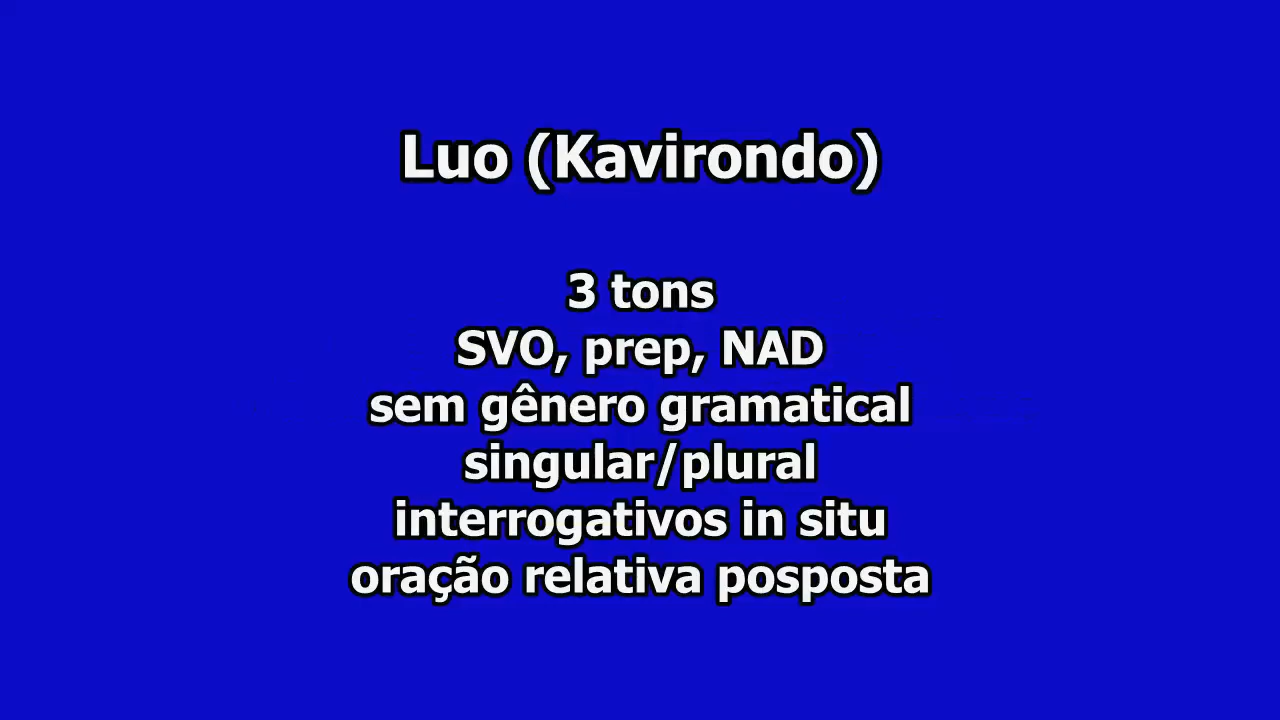 Luo (Kavirondo)
3 tons
SVO, prep, NAD
sem gênero gramatical
singular/plural
interrogativos in situ
oração relativa posposta